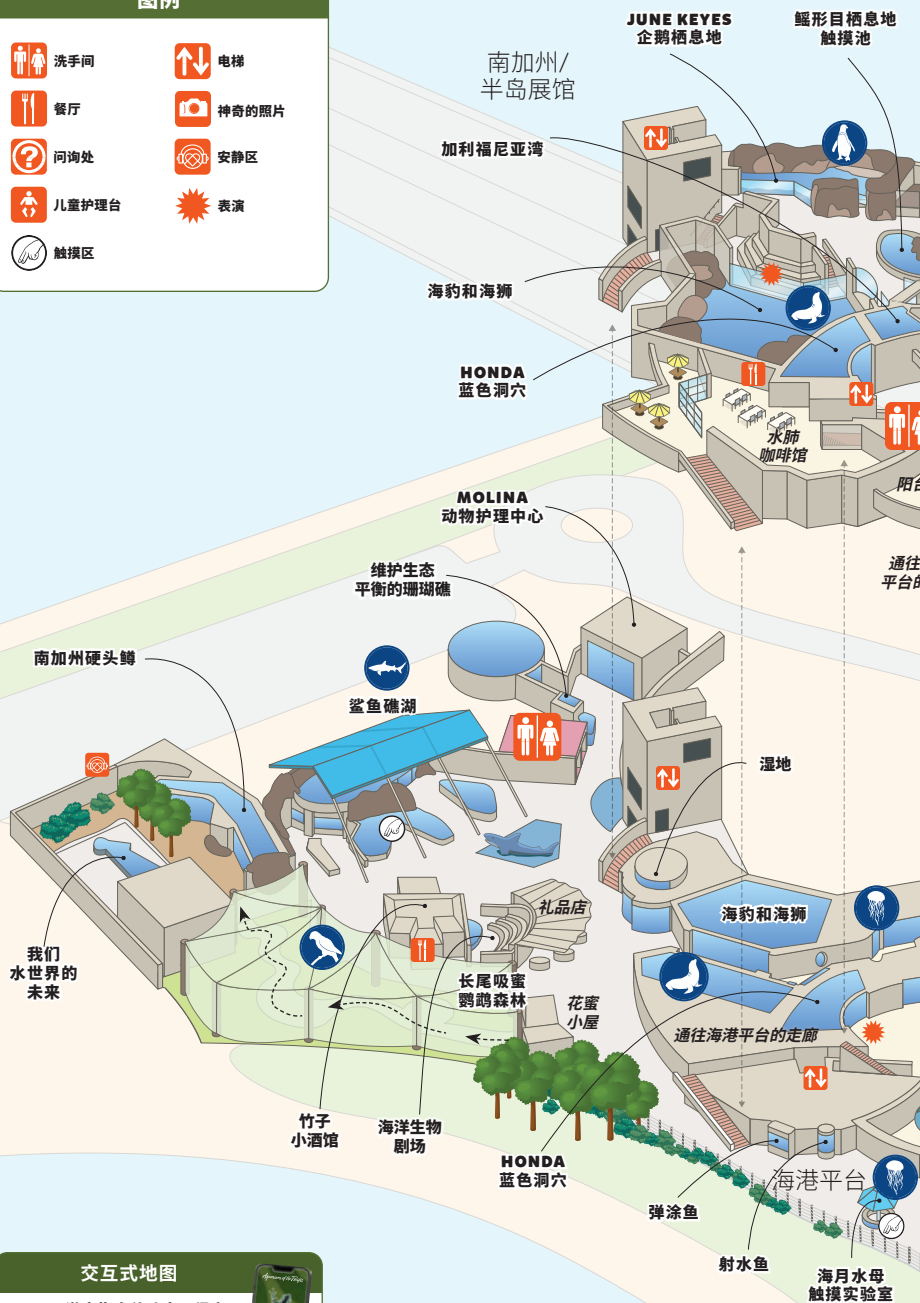 图例
洗手间
电梯
餐厅
神奇的照片
问询处
安静区
儿童护理台
表演
触摸区
JUNE KEYES
企鹅栖息地
鳐形目栖息地
触摸池
南加州/
半岛展馆
加利福尼亚湾
海豹和海狮
HONDA
蓝色洞穴
水肺
咖啡馆
阳台
通往
平台的
MOLINA
动物护理中心
维护生态
平衡的珊瑚礁
南加州硬头鳟
鲨鱼礁湖
湿地
海豹和海狮
礼品店
我们
水世界的
未来
长尾吸蜜
鹦鹉森林
花蜜
小屋
通往海港平台的走廊
竹子
小酒馆
海洋生物
剧场
HONDA
蓝色洞穴
海港平台
弹涂鱼
射水鱼
海月水母
触摸实验室
交互式地图
Aquarium of the Pacific